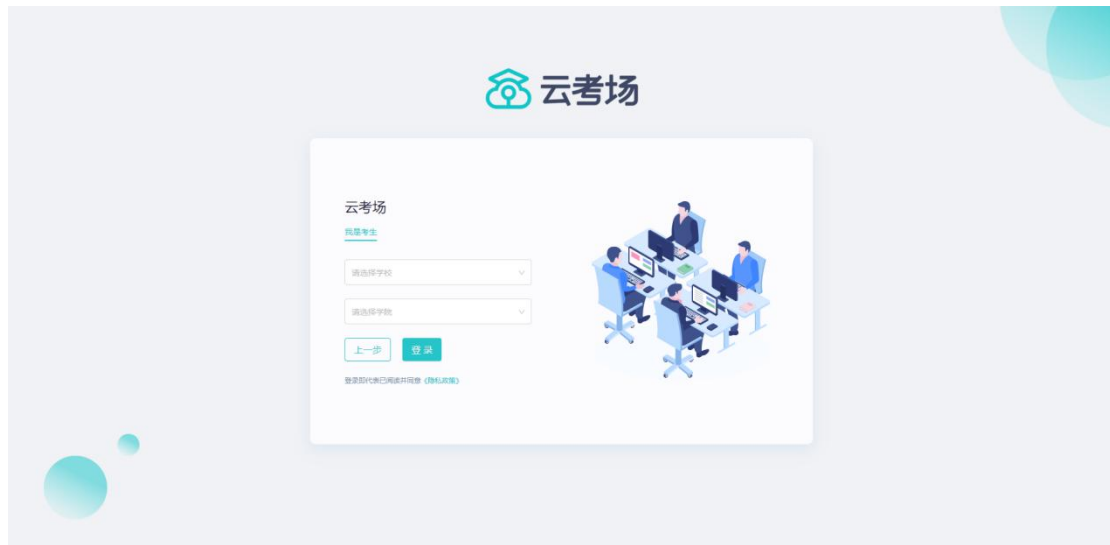 云考场
云考场
我是考生
请选择学校
请选择学院
上一步 登录
登录即代表已阅读并同意《隐私政策》